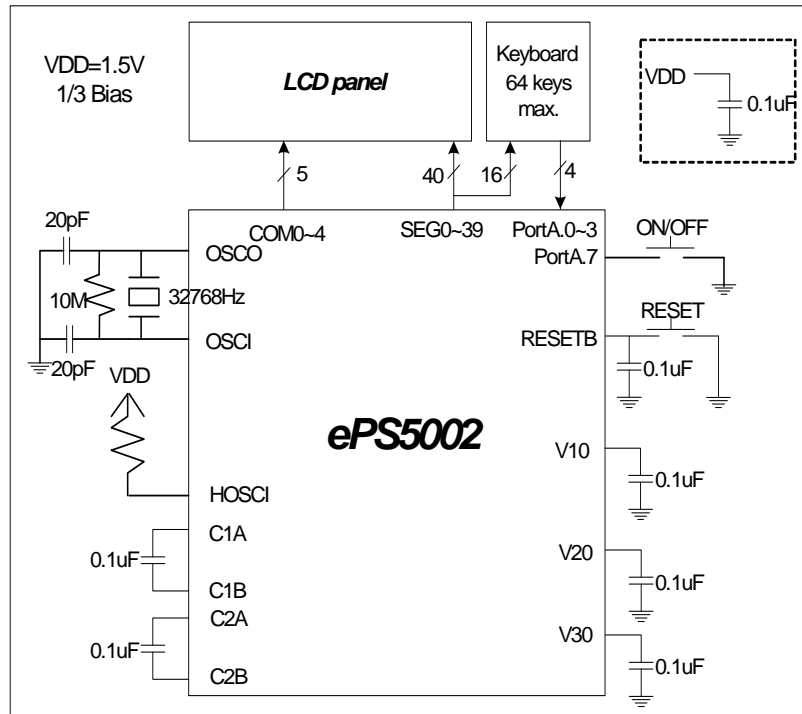 VDD=1.5V
1/3 Bias
LCD panel
Keyboard
64 keys
max.
VDD
0.1uF
5
40
16
4
COM0~4
SEG0~39
PortA.0~3
20pF
OSCO
PortA.7
ON/OFF
10M
32768Hz
OSCI
20pF
RESETB
RESET
0.1uF
VDD
ePS5002
HOSCI
V10
0.1uF
C1A
0.1uF
C1B
V20
0.1uF
C2A
0.1uF
C2B
V30
0.1uF